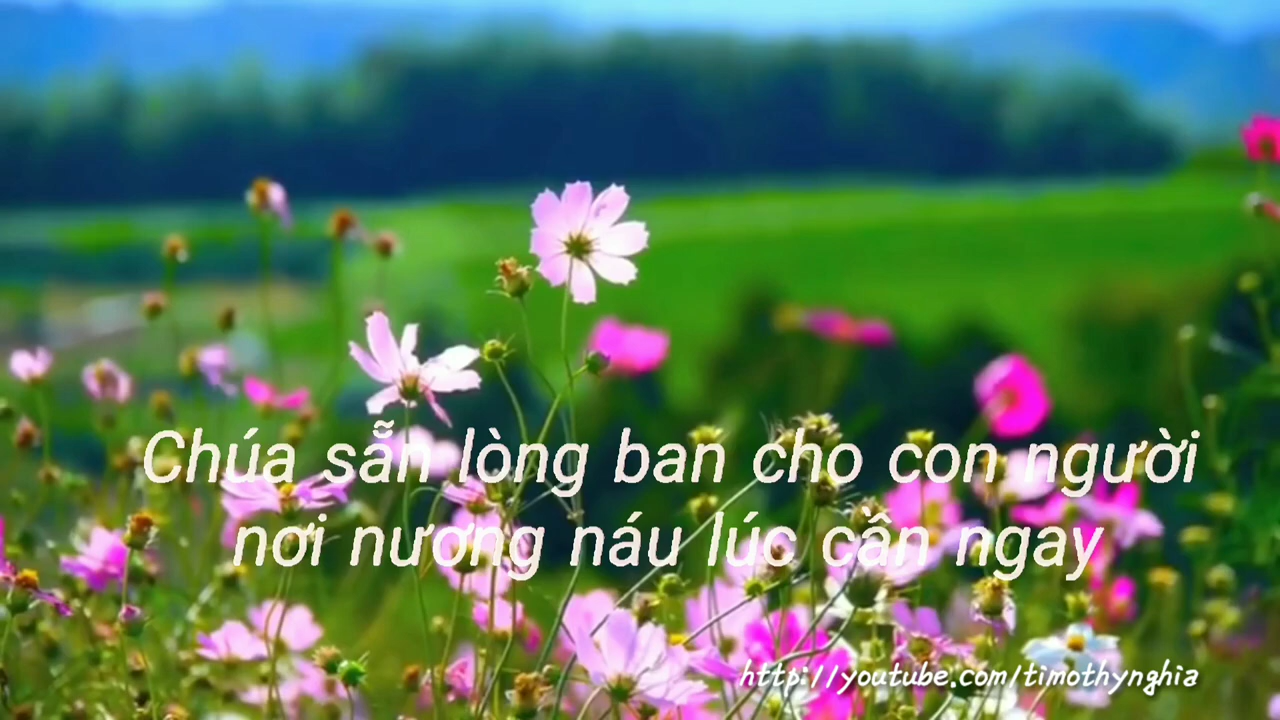 Chúa sẵn lòng ban cho con người
nơi nương náu lúc cần ngay
http://youtube.com/timothynghia